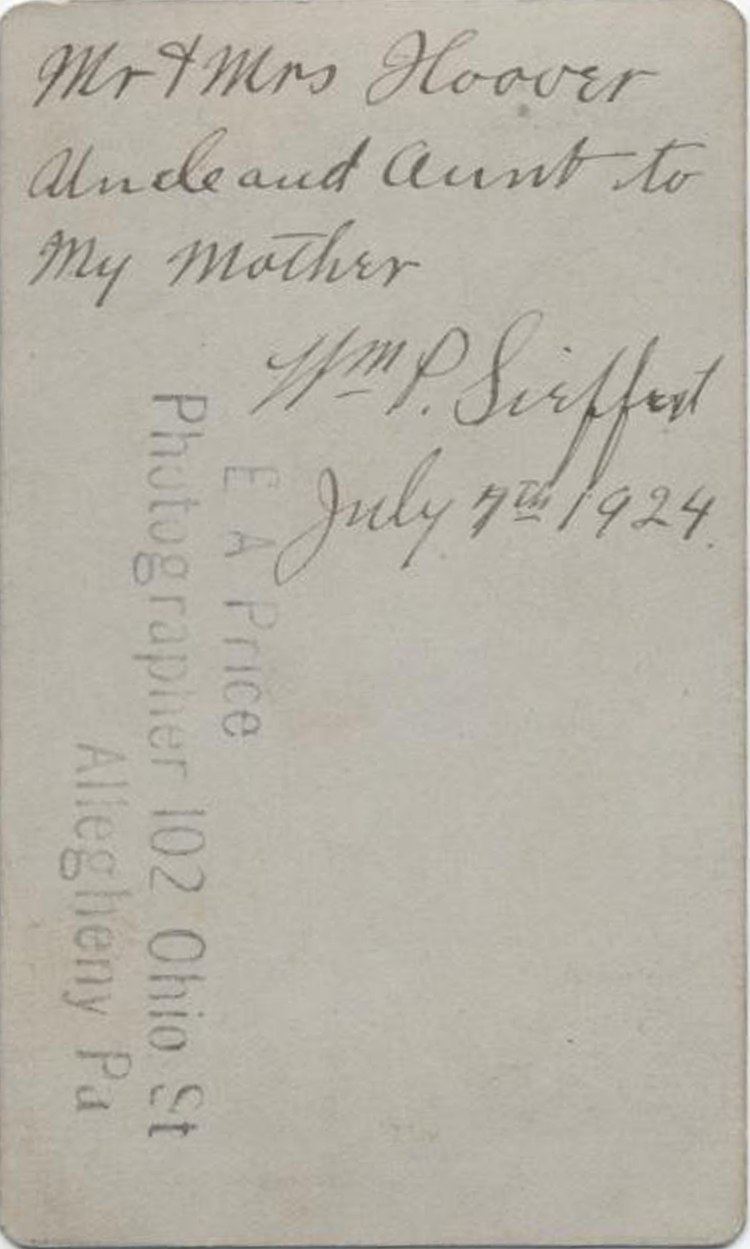 Mr & Mrs Hoover
Uncle and Aunt to
My Mother
Wm P. Sieffert
July 7th 1924.
E A Price
Photographer 102 Ohio St
Allegheny Pa